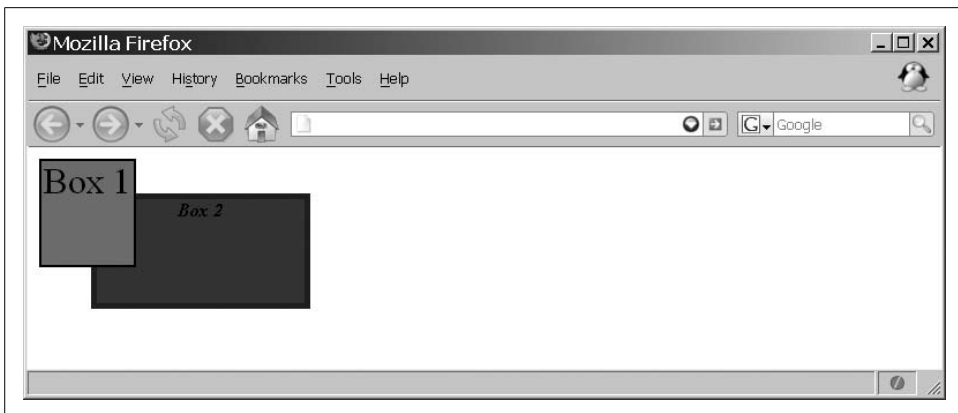 Mozilla Firefox
File Edit View History Bookmarks Tools Help
G Google
Box 1
Box 2